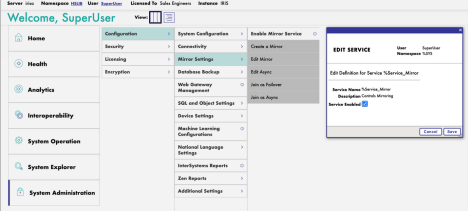 Server iriso Namespace HSLIB User SuperUser Licensed To Sales Engineers Instance IRIS
Welcome, SuperUser View:
Home
Health
Analytics
Interoperability
System Operation
System Explorer
System Administration
Configuration >
Security >
Licensing >
Encryption >
System Configuration >
Connectivity >
Mirror Settings >
Database Backup >
Web Gateway
Management
SQL and Object Settings >
Device Settings >
Machine Learning
Configurations
National Language
Settings >
InterSystems Reports
Zen Reports >
Additional Settings >
Enable Mirror Service
Create a Mirror
Edit Mirror
Edit Async
Join as Failover
Join as Async
EDIT SERVICE
User SuperUser
Namespace %SYS
Edit Definition for Service %Service_Mirror
Service Name %Service_Mirror
Description Controls Mirroring
Service Enabled
Cancel Save